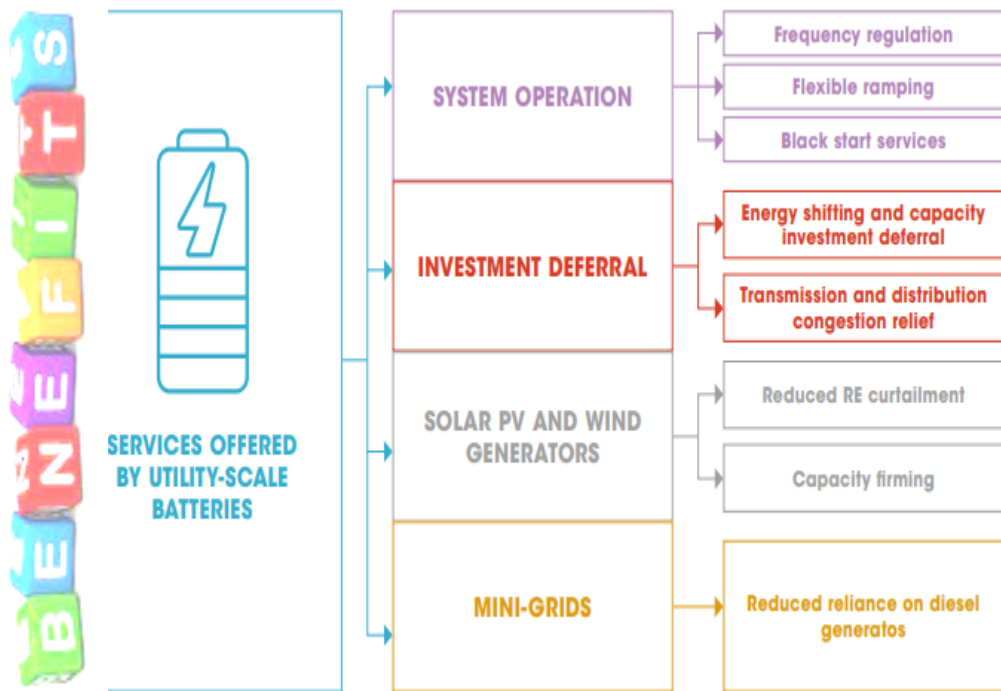 BENEFITS
SERVICES OFFERED
BY UTILITY-SCALE
BATTERIES
SYSTEM OPERATION
Frequency regulation
Flexible ramping
Black start services
INVESTMENT DEFERRAL
Energy shifting and capacity
investment deferral
Transmission and distribution
congestion relief
SOLAR PV AND WIND
GENERATORS
Reduced RE curtailment
Capacity firming
MINI-GRIDS
Reduced reliance on diesel
generatos